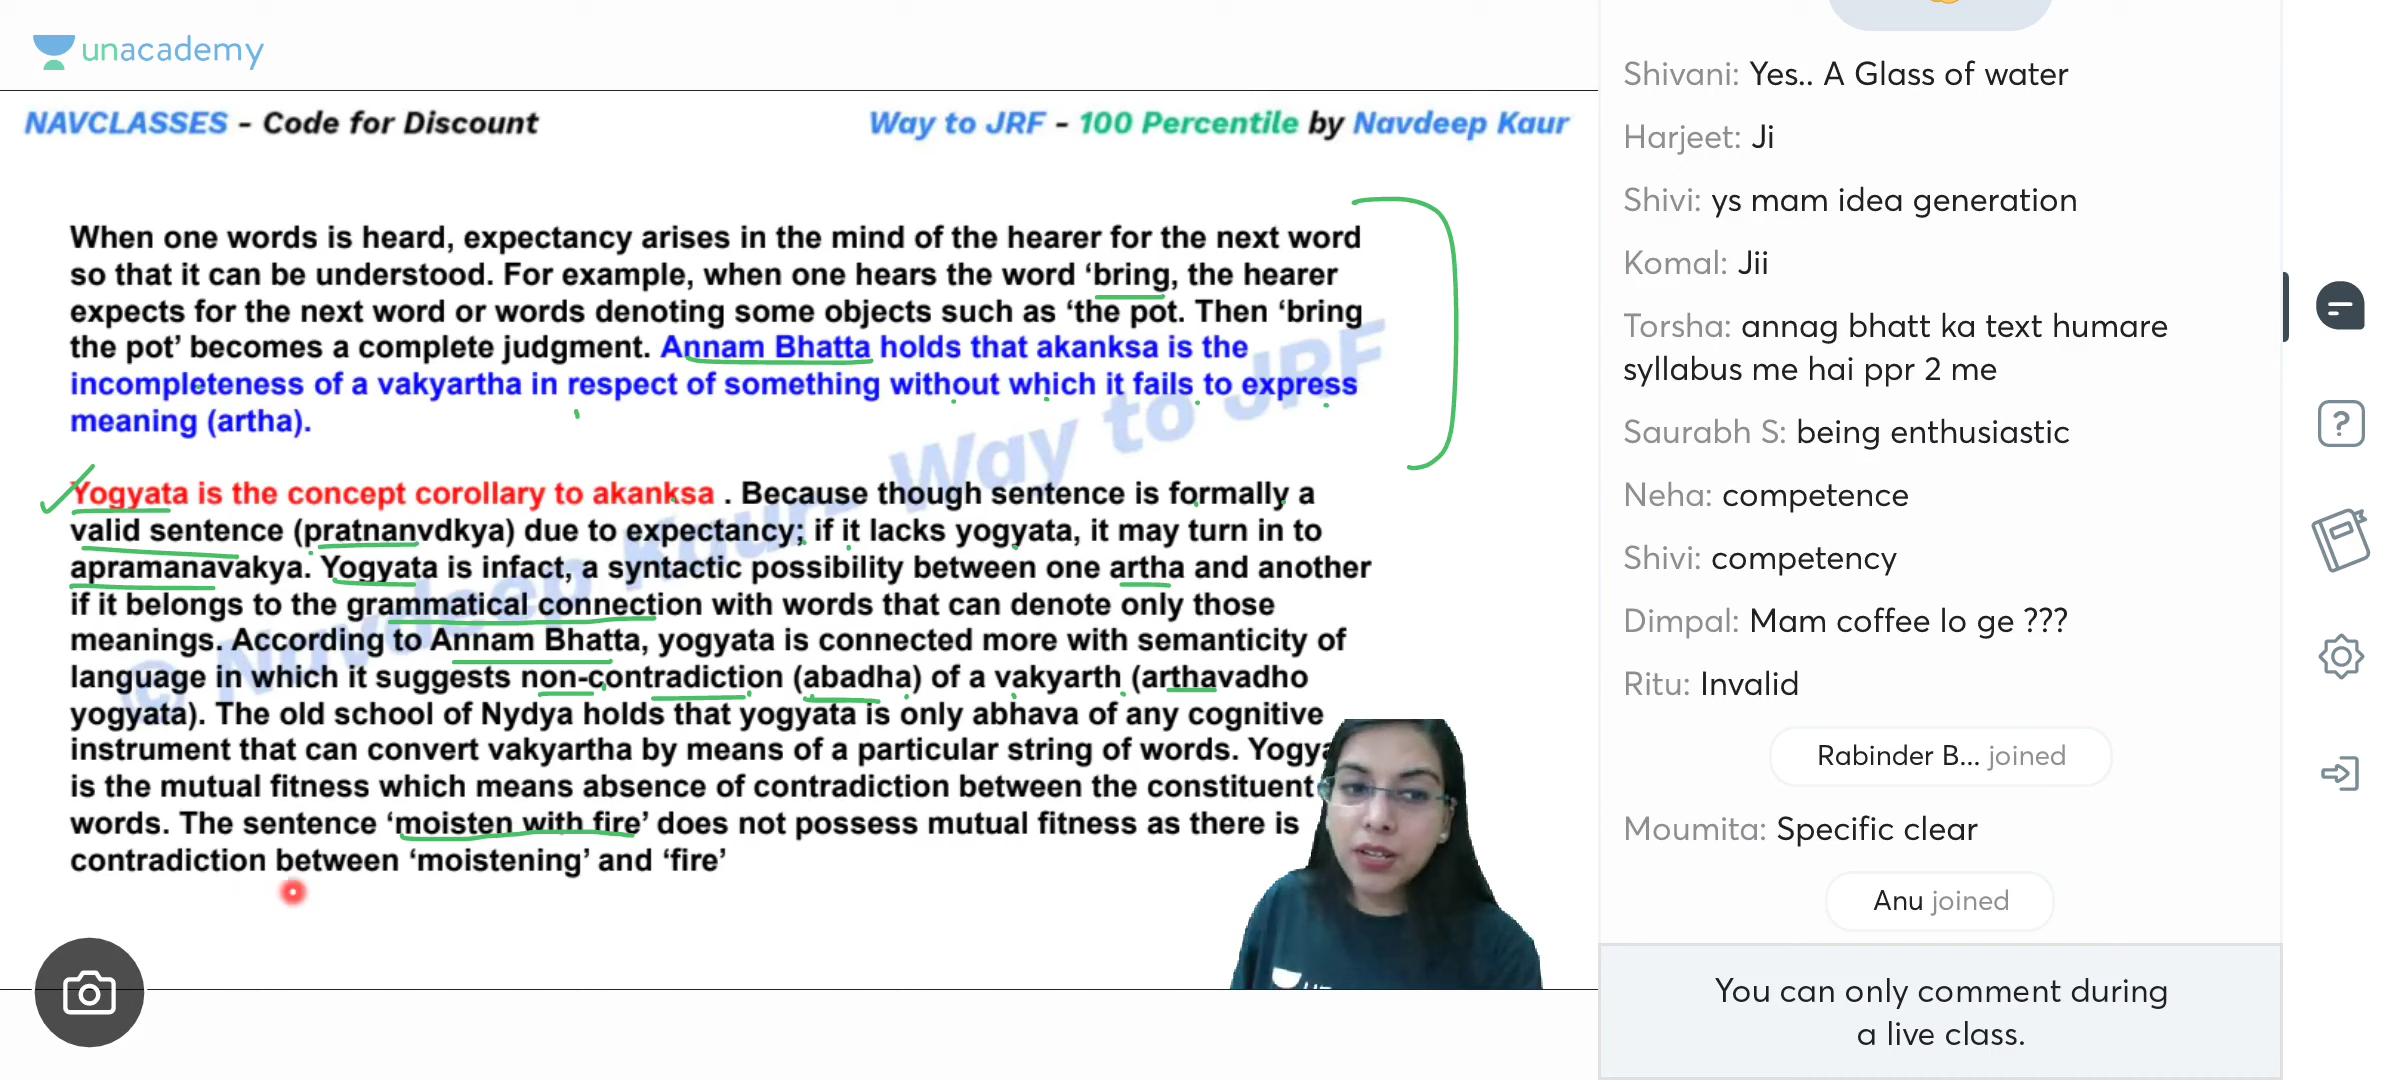 unacademy
NAVCLASSES - Code for Discount
Way to JRF - 100 Percentile by Navdeep Kaur
When one words is heard, expectancy arises in the mind of the hearer for the next word
so that it can be understood. For example, when one hears the word ‘bring, the hearer
expects for the next word or words denoting some objects such as ‘the pot. Then ‘bring
the pot’ becomes a complete judgment. Annam Bhatta holds that akanksa is the
incompleteness of a vakyartha in respect of something without which it fails to express
meaning (artha).
Yogyata is the concept corollary to akanksa . Because though sentence is formally a
valid sentence (pratnanvdkya) due to expectancy; if it lacks yogyata, it may turn in to
apramanavakya. Yogyata is infact, a syntactic possibility between one artha and another
if it belongs to the grammatical connection with words that can denote only those
meanings. According to Annam Bhatta, yogyata is connected more with semanticity of
language in which it suggests non-contradiction (abadha) of a vakyarth (arthavadho
yogyata). The old school of Nydya holds that yogyata is only abhava of any cognitive
instrument that can convert vakyartha by means of a particular string of words. Yogya
is the mutual fitness which means absence of contradiction between the constituent
words. The sentence ‘moisten with fire’ does not possess mutual fitness as there is
contradiction between ‘moistening’ and ‘fire’
© Navdeep Kaur- Way to JRF
Shivani: Yes.. A Glass of water
Harjeet: Ji
Shivi: ys mam idea generation
Komal: Jii
Torsha: annag bhatt ka text humare
syllabus me hai ppr 2 me
Saurabh S: being enthusiastic
Neha: competence
Shivi: competency
Dimpal: Mam coffee lo ge ???
Ritu: Invalid
Rabinder B... joined
Moumita: Specific clear
Anu joined
You can only comment during
a live class.